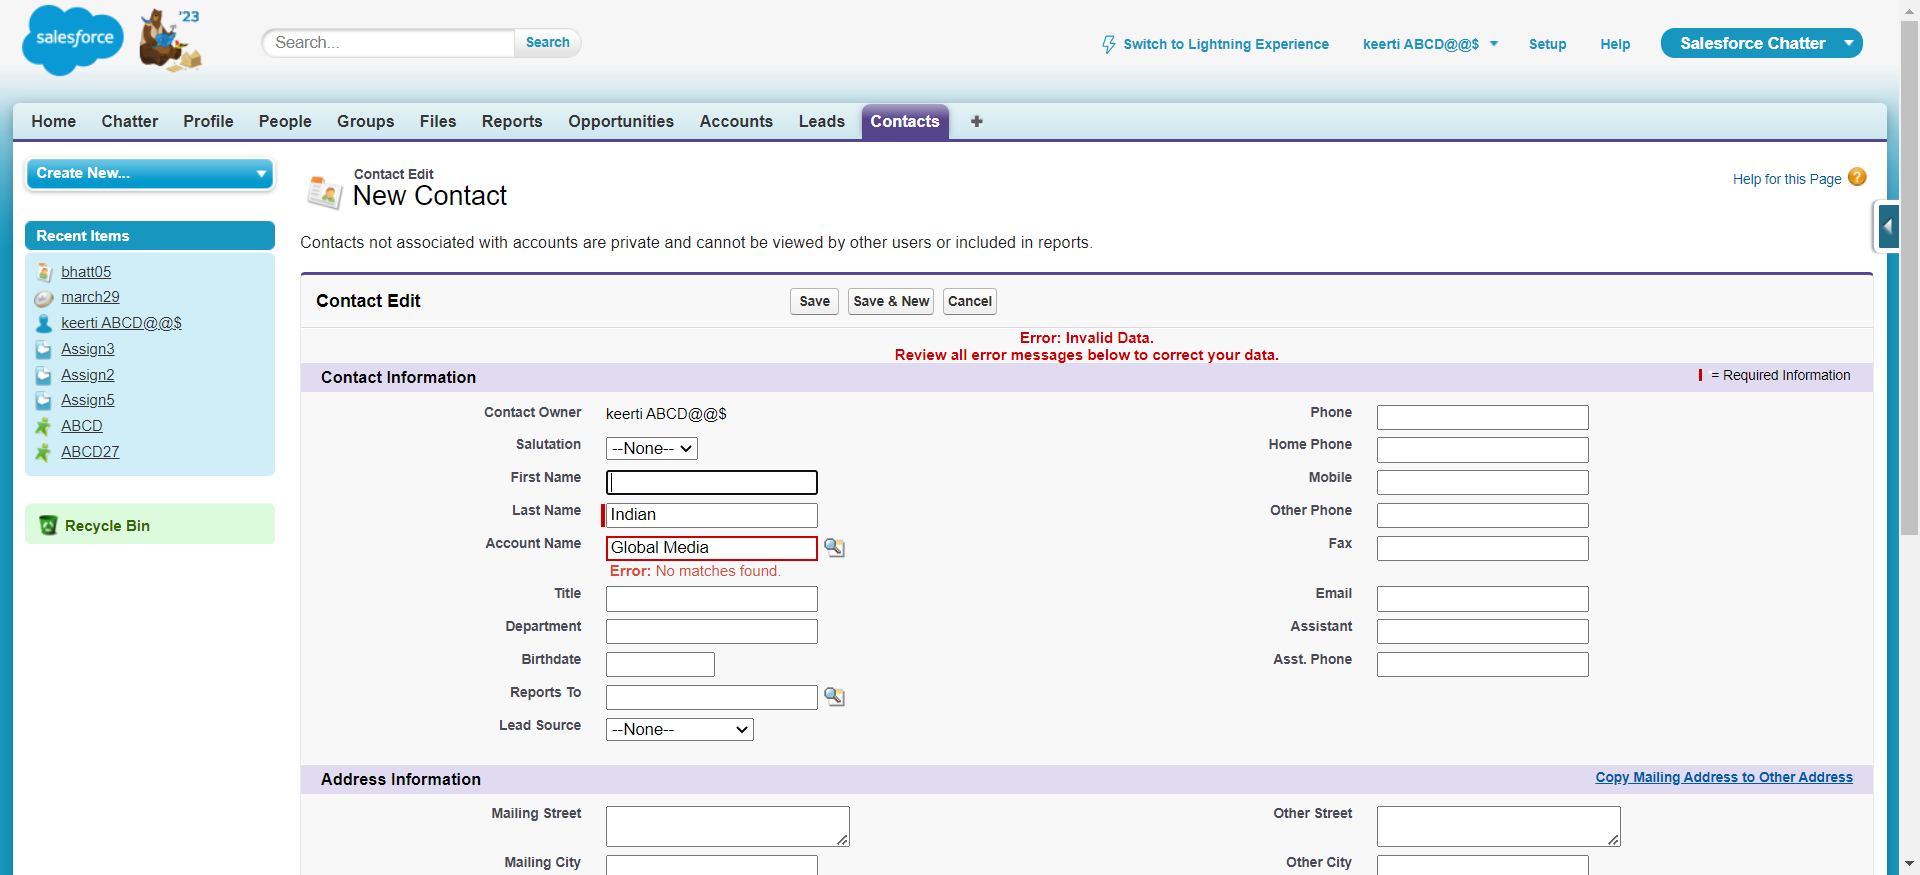 salesforce
'23
Search...
Search
Switch to Lightning Experience
keerti ABCD@@$
Setup
Help
Salesforce Chatter
Home
Chatter
Profile
People
Groups
Files
Reports
Opportunities
Accounts
Leads
Contacts
+
Create New...
Recent Items
bhatt05
march29
keerti ABCD@@$
Assign3
Assign2
Assign5
ABCD
ABCD27
Recycle Bin
Contact Edit
New Contact
Help for this Page ?
Contacts not associated with accounts are private and cannot be viewed by other users or included in reports.
Contact Edit
Save
Save & New
Cancel
Error: Invalid Data.
Review all error messages below to correct your data.
Contact Information
= Required Information
Contact Owner keerti ABCD@@$
Phone
Salutation --None--
Home Phone
First Name
Mobile
Last Name Indian
Other Phone
Account Name Global Media
Fax
Error: No matches found.
Title
Email
Department
Assistant
Birthdate
Asst. Phone
Reports To
Lead Source --None--
Address Information
Copy Mailing Address to Other Address
Mailing Street
Other Street
Mailing City
Other City